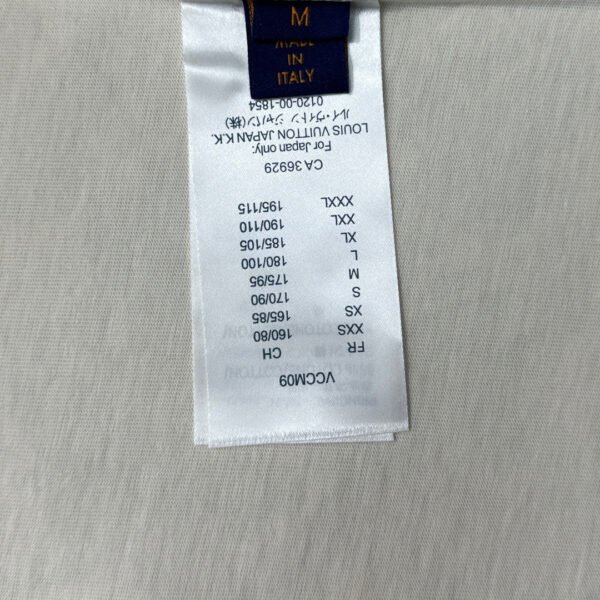 M
MADE
IN
ITALY
VCCM09
FR CH
XXS 160/80
XS 165/85
S 170/90
M 175/95
L 180/100
XL 185/105
XXL 190/110
XXXL 195/115
CA 36929
For Japan only:
LOUIS VUITTON JAPAN K.K.
ルイ・ヴィトン ジャパン(株)
0120-00-1854